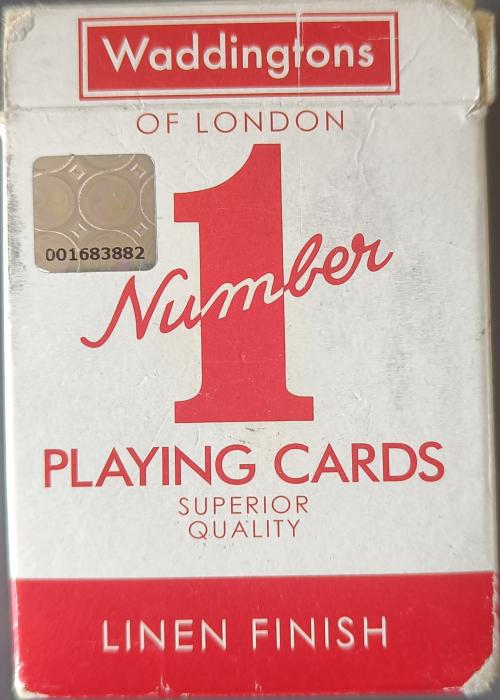 Waddingtons
OF LONDON
1
Number
001683882
PLAYING CARDS
SUPERIOR
QUALITY
LINEN FINISH